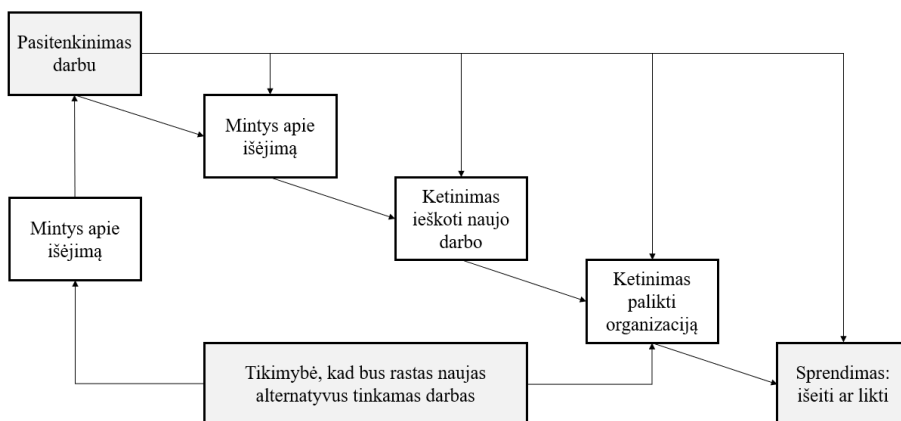 Pasitenkinimas
darbu
Mintys apie
išėjimą
Ketinimas
ieškoti naujo
darbo
Mintys apie
išėjimą
Ketinimas
palikti
organizaciją
Tikimybė, kad bus rastas naujas
alternatyvus tinkamas darbas
Sprendimas:
išeiti ar likti